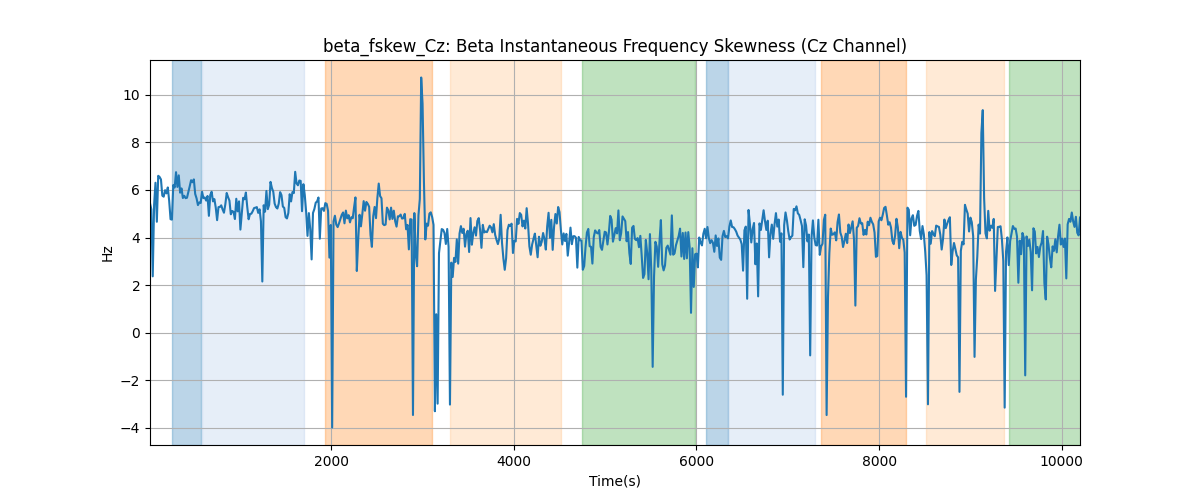 beta_fskew_Cz: Beta Instantaneous Frequency Skewness (Cz Channel)
Hz
10
8
6
4
2
0
−2
−4
2000 4000 6000 8000 10000
Time(s)